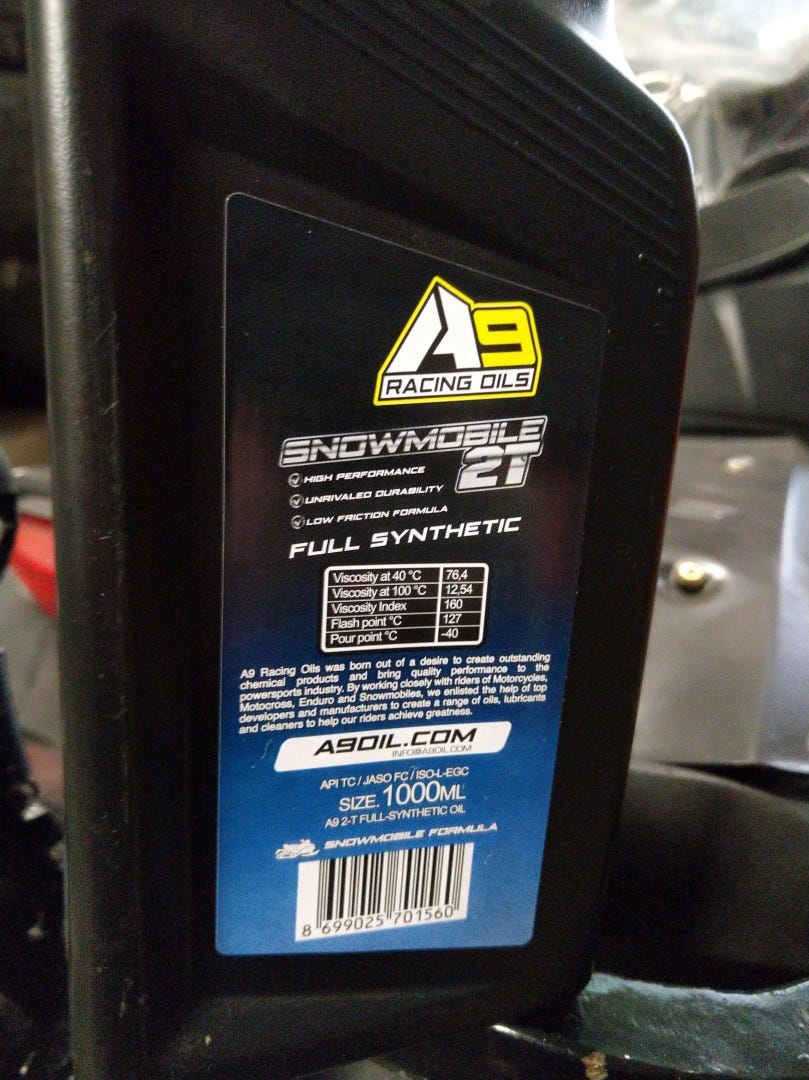 A9
RACING OILS
SNOWMOBILE
2T
HIGH PERFORMANCE
UNRIVALED DURABILITY
LOW FRICTION FORMULA
FULL SYNTHETIC
Viscosity at 40 °C 76,4
Viscosity at 100 °C 12,54
Viscosity Index 160
Flash point °C 127
Pour point °C -40
A9 Racing Oils was born out of a desire to create outstanding
chemical products and bring quality performance to the
powersports industry. By working closely with riders of Motorcycles,
Motocross, Enduro and Snowmobiles, we enlisted the help of top
developers and manufacturers to create a range of oils, lubricants
and cleaners to help our riders achieve greatness.
A9OIL.COM
INFO@A9OIL.COM
API TC / JASO FC / ISO-L-EGC
SIZE. 1000ML
A9 2-T FULL-SYNTHETIC OIL
SNOWMOBILE FORMULA
8 699025 701560